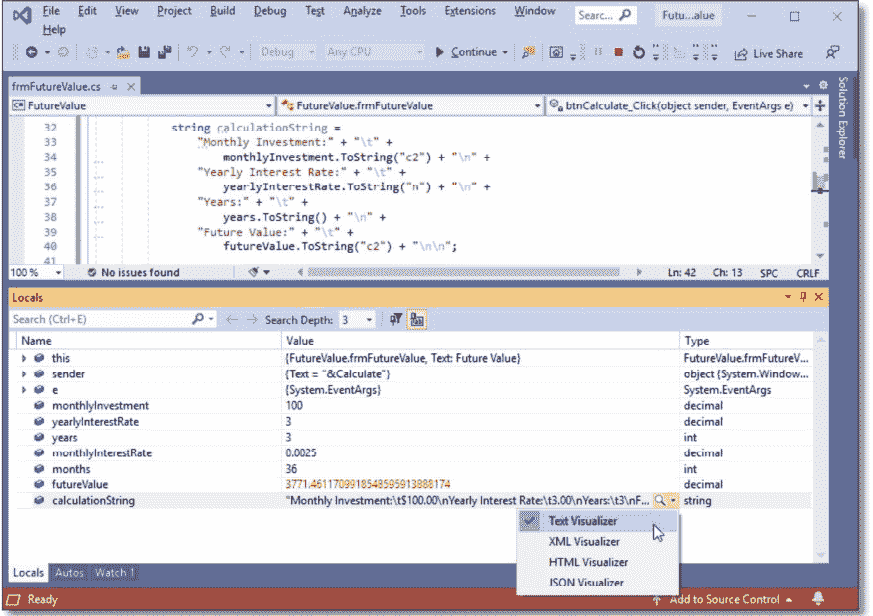 File Edit View Project Build Debug Test Analyze Tools Extensions Window Searc... Futu...alue
Help
Debug Any CPU Continue Live Share
frmFutureValue.cs
FutureValue FutureValue.frmFutureValue btnCalculate_Click(object sender, EventArgs e)
32 string calculationString =
33 "Monthly Investment:" + "\t" +
34 monthlyInvestment.ToString("c2") + "\n" +
35 "Yearly Interest Rate:" + "\t" +
36 yearlyInterestRate.ToString("n") + "\n" +
37 "Years:" + "\t" +
38 years.ToString() + "\n" +
39 "Future Value:" + "\t" +
40 futureValue.ToString("c2") + "\n\n";
41
100 % No issues found Ln: 42 Ch: 13 SPC CRLF
Solution Explorer
Locals
Search (Ctrl+E) Search Depth: 3
Name Value Type
this {FutureValue.frmFutureValue, Text: Future Value} FutureValue.frmFutureV...
sender {Text = "&Calculate"} object {System.Window...
e {System.EventArgs} System.EventArgs
monthlyInvestment 100 decimal
yearlyInterestRate 3 decimal
years 3 int
monthlyInterestRate 0.0025 decimal
months 36 int
futureValue decimal
calculationString "Monthly Investment:\t$100.00\nYearly Interest Rate:\t3.00\nYears:\t3\nF... string
Text Visualizer
XML Visualizer
HTML Visualizer
JSON Visualizer
Locals Autos Watch 1
Ready Add to Source Control